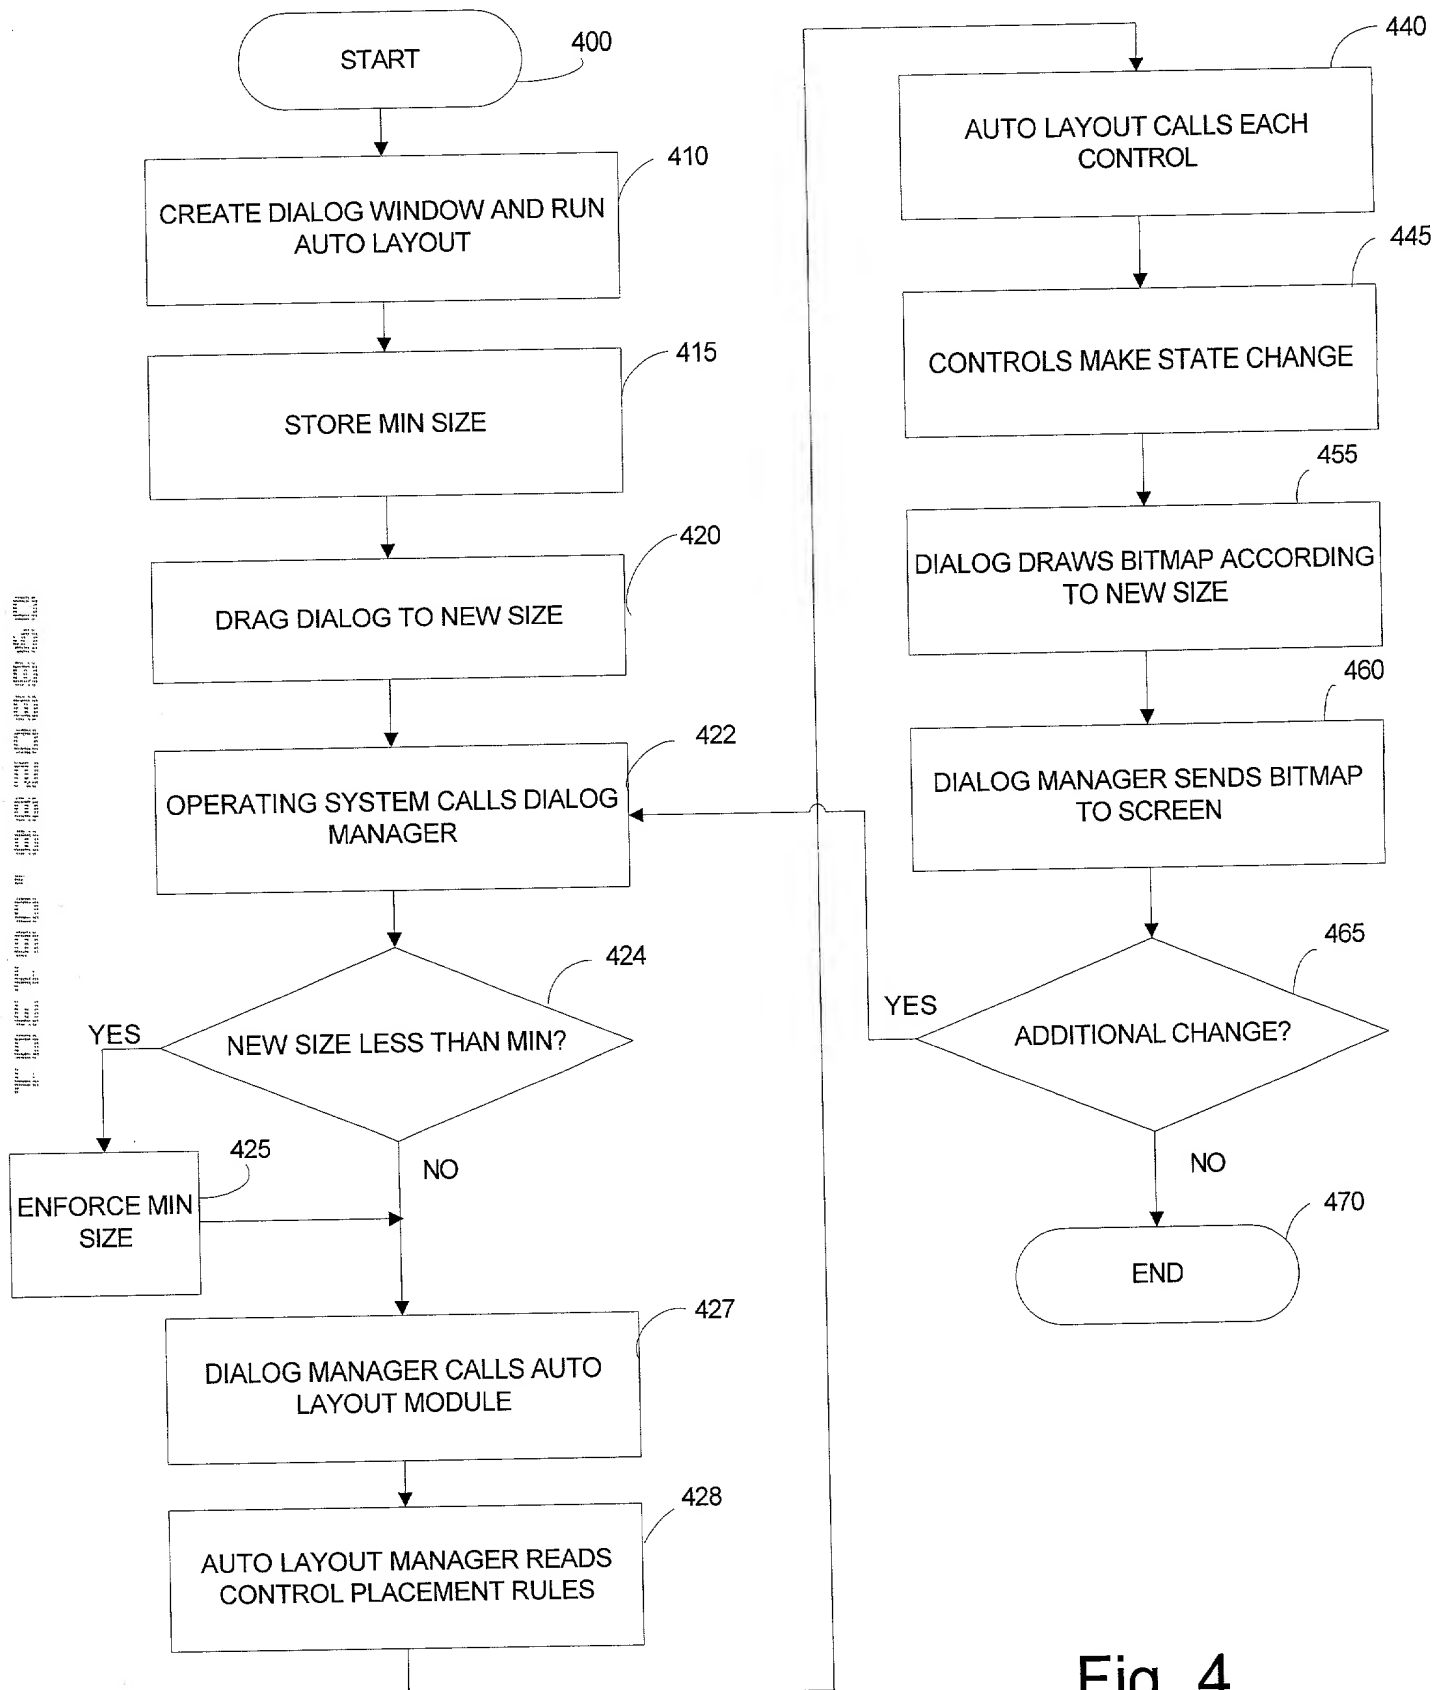 START
400
CREATE DIALOG WINDOW AND RUN
AUTO LAYOUT
410
STORE MIN SIZE
415
DRAG DIALOG TO NEW SIZE
420
OPERATING SYSTEM CALLS DIALOG
MANAGER
422
NEW SIZE LESS THAN MIN?
424
YES
NO
ENFORCE MIN
SIZE
425
DIALOG MANAGER CALLS AUTO
LAYOUT MODULE
427
AUTO LAYOUT MANAGER READS
CONTROL PLACEMENT RULES
428
AUTO LAYOUT CALLS EACH
CONTROL
440
CONTROLS MAKE STATE CHANGE
445
DIALOG DRAWS BITMAP ACCORDING
TO NEW SIZE
455
DIALOG MANAGER SENDS BITMAP
TO SCREEN
460
ADDITIONAL CHANGE?
465
YES
NO
END
470
Fig. 4